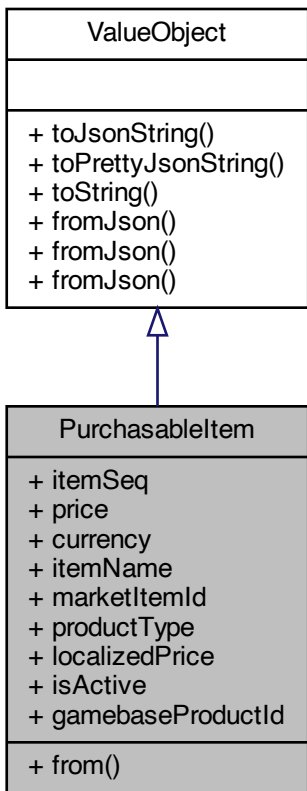 ValueObject
+ toJsonString()
+ toPrettyJsonString()
+ toString()
+ fromJson()
+ fromJson()
+ fromJson()
PurchasableItem
+ itemSeq
+ price
+ currency
+ itemName
+ marketItemId
+ productType
+ localizedPrice
+ isActive
+ gamebaseProductId
+ from()